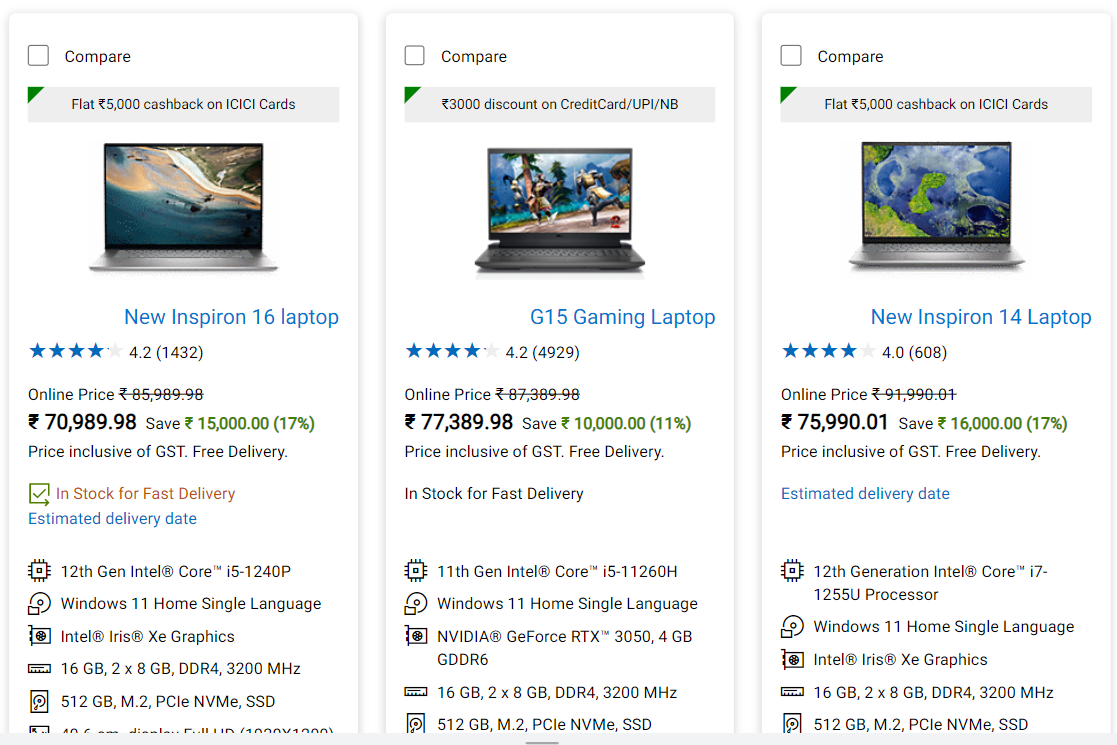 Compare
Flat ₹5,000 cashback on ICICI Cards
New Inspiron 16 laptop
4.2 (1432)
Online Price ₹ 85,989.98
₹ 70,989.98 Save ₹ 15,000.00 (17%)
Price inclusive of GST. Free Delivery.
In Stock for Fast Delivery
Estimated delivery date
12th Gen Intel® Core™ i5-1240P
Windows 11 Home Single Language
Intel® Iris® Xe Graphics
16 GB, 2 x 8 GB, DDR4, 3200 MHz
512 GB, M.2, PCIe NVMe, SSD
Compare
₹3000 discount on CreditCard/UPI/NB
G15 Gaming Laptop
4.2 (4929)
Online Price ₹ 87,389.98
₹ 77,389.98 Save ₹ 10,000.00 (11%)
Price inclusive of GST. Free Delivery.
In Stock for Fast Delivery
11th Gen Intel® Core™ i5-11260H
Windows 11 Home Single Language
NVIDIA® GeForce RTX™ 3050, 4 GB
GDDR6
16 GB, 2 x 8 GB, DDR4, 3200 MHz
512 GB, M.2, PCIe NVMe, SSD
Compare
Flat ₹5,000 cashback on ICICI Cards
New Inspiron 14 Laptop
4.0 (608)
Online Price ₹ 91,990.01
₹ 75,990.01 Save ₹ 16,000.00 (17%)
Price inclusive of GST. Free Delivery.
Estimated delivery date
12th Generation Intel® Core™ i7-
1255U Processor
Windows 11 Home Single Language
Intel® Iris® Xe Graphics
16 GB, 2 x 8 GB, DDR4, 3200 MHz
512 GB, M.2, PCIe NVMe, SSD